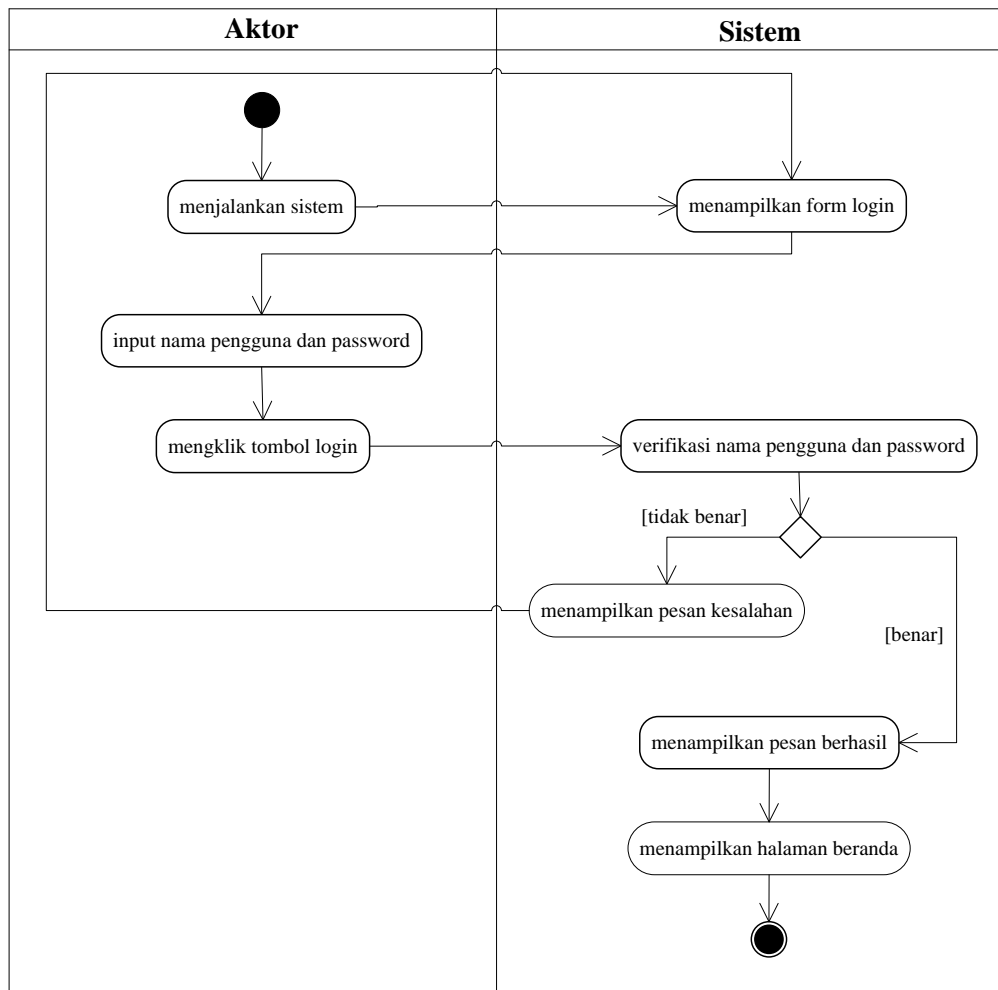 Aktor
Sistem
menjalankan sistem
menampilkan form login
input nama pengguna dan password
mengklik tombol login
verifikasi nama pengguna dan password
[tidak benar]
menampilkan pesan kesalahan
[benar]
menampilkan pesan berhasil
menampilkan halaman beranda